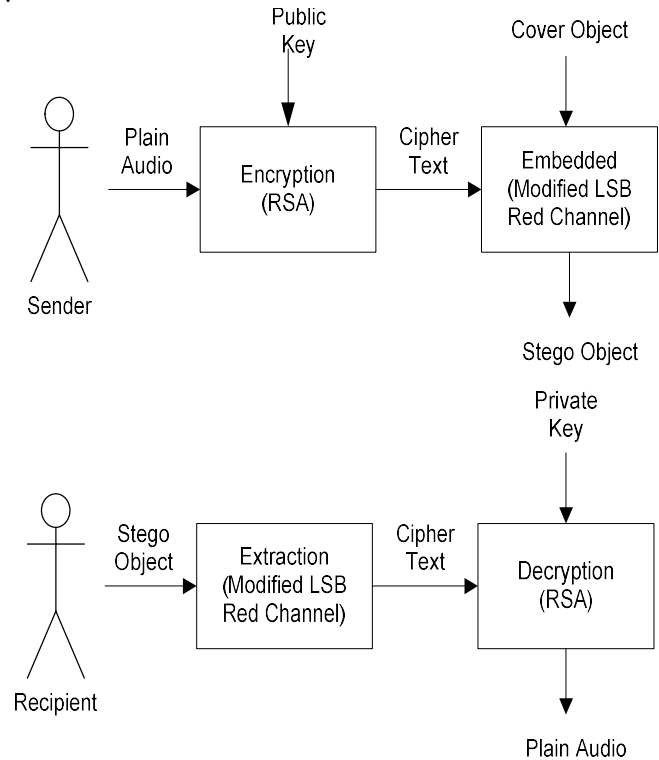 Public
Key
Cover Object
Plain
Audio
Encryption
(RSA)
Cipher
Text
Embedded
(Modified LSB
Red Channel)
Sender
Stego Object
Private
Key
Stego
Object
Extraction
(Modified LSB
Red Channel)
Cipher
Text
Decryption
(RSA)
Recipient
Plain Audio